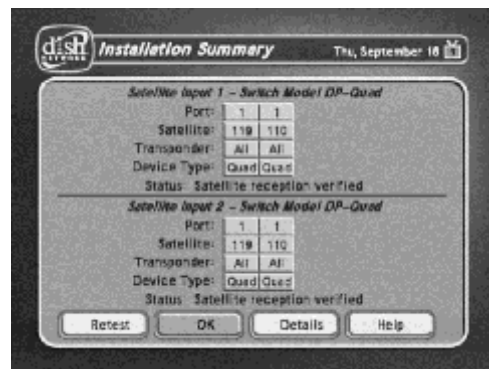 dish
NETWORK
Installation Summary
Thu, September 18
Satellite Input 1 - Switch Model DP-Quad
Port: 1 1
Satellite: 119 110
Transponder: All All
Device Type: Quad Quad
Status: Satellite reception verified
Satellite Input 2 - Switch Model DP-Quad
Port: 1 1
Satellite: 119 110
Transponder: All All
Device Type: Quad Quad
Status: Satellite reception verified
Retest OK Details Help